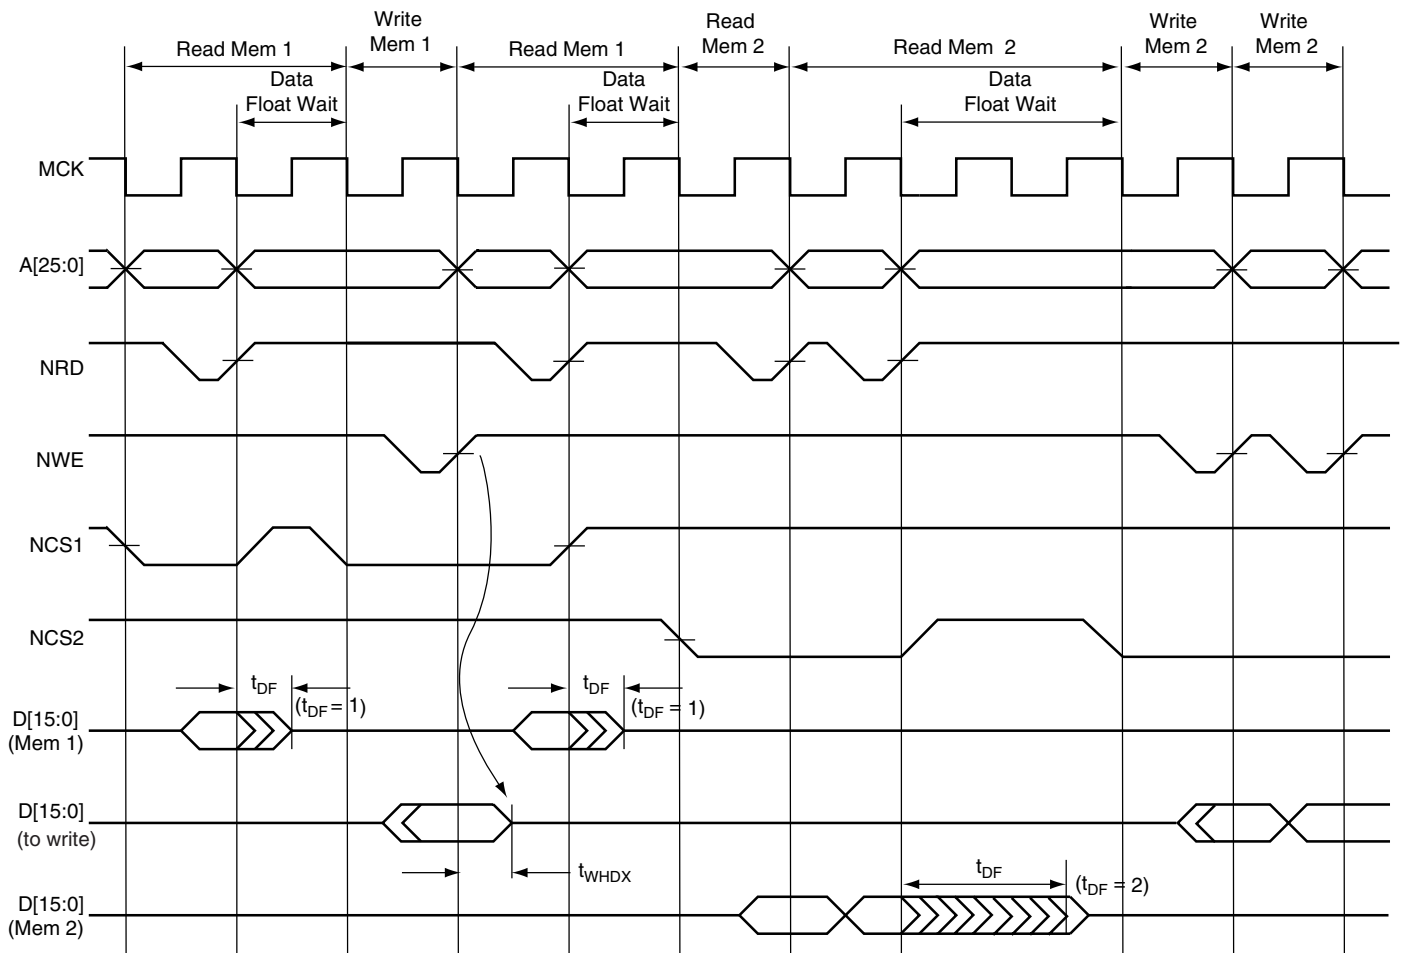 Read Mem 1
Write
Mem 1
Read Mem 1
Read
Mem 2
Read Mem 2
Write
Mem 2
Write
Mem 2
Data
Float Wait
Data
Float Wait
Data
Float Wait
MCK
A[25:0]
NRD
NWE
NCS1
NCS2
tDF
(tDF = 1)
tDF
(tDF = 1)
D[15:0]
(Mem 1)
D[15:0]
(to write)
tWHDX
tDF
(tDF = 2)
D[15:0]
(Mem 2)